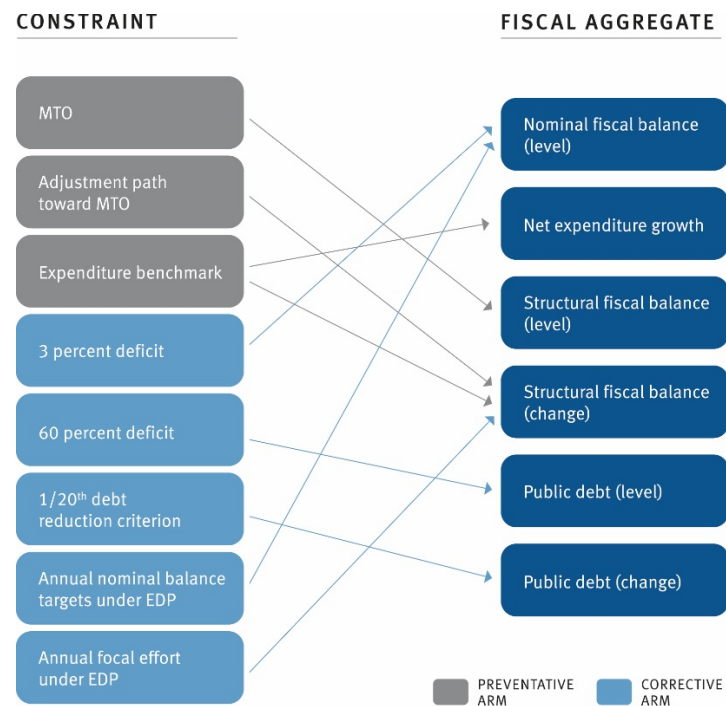 CONSTRAINT
MTO
Adjustment path
toward MTO
Expenditure benchmark
3 percent deficit
60 percent deficit
1/20th debt
reduction criterion
Annual nominal balance
targets under EDP
Annual focal effort
under EDP
FISCAL AGGREGATE
Nominal fiscal balance
(level)
Net expenditure growth
Structural fiscal balance
(level)
Structural fiscal balance
(change)
Public debt (level)
Public debt (change)
PREVENTATIVE
ARM
CORRECTIVE
ARM